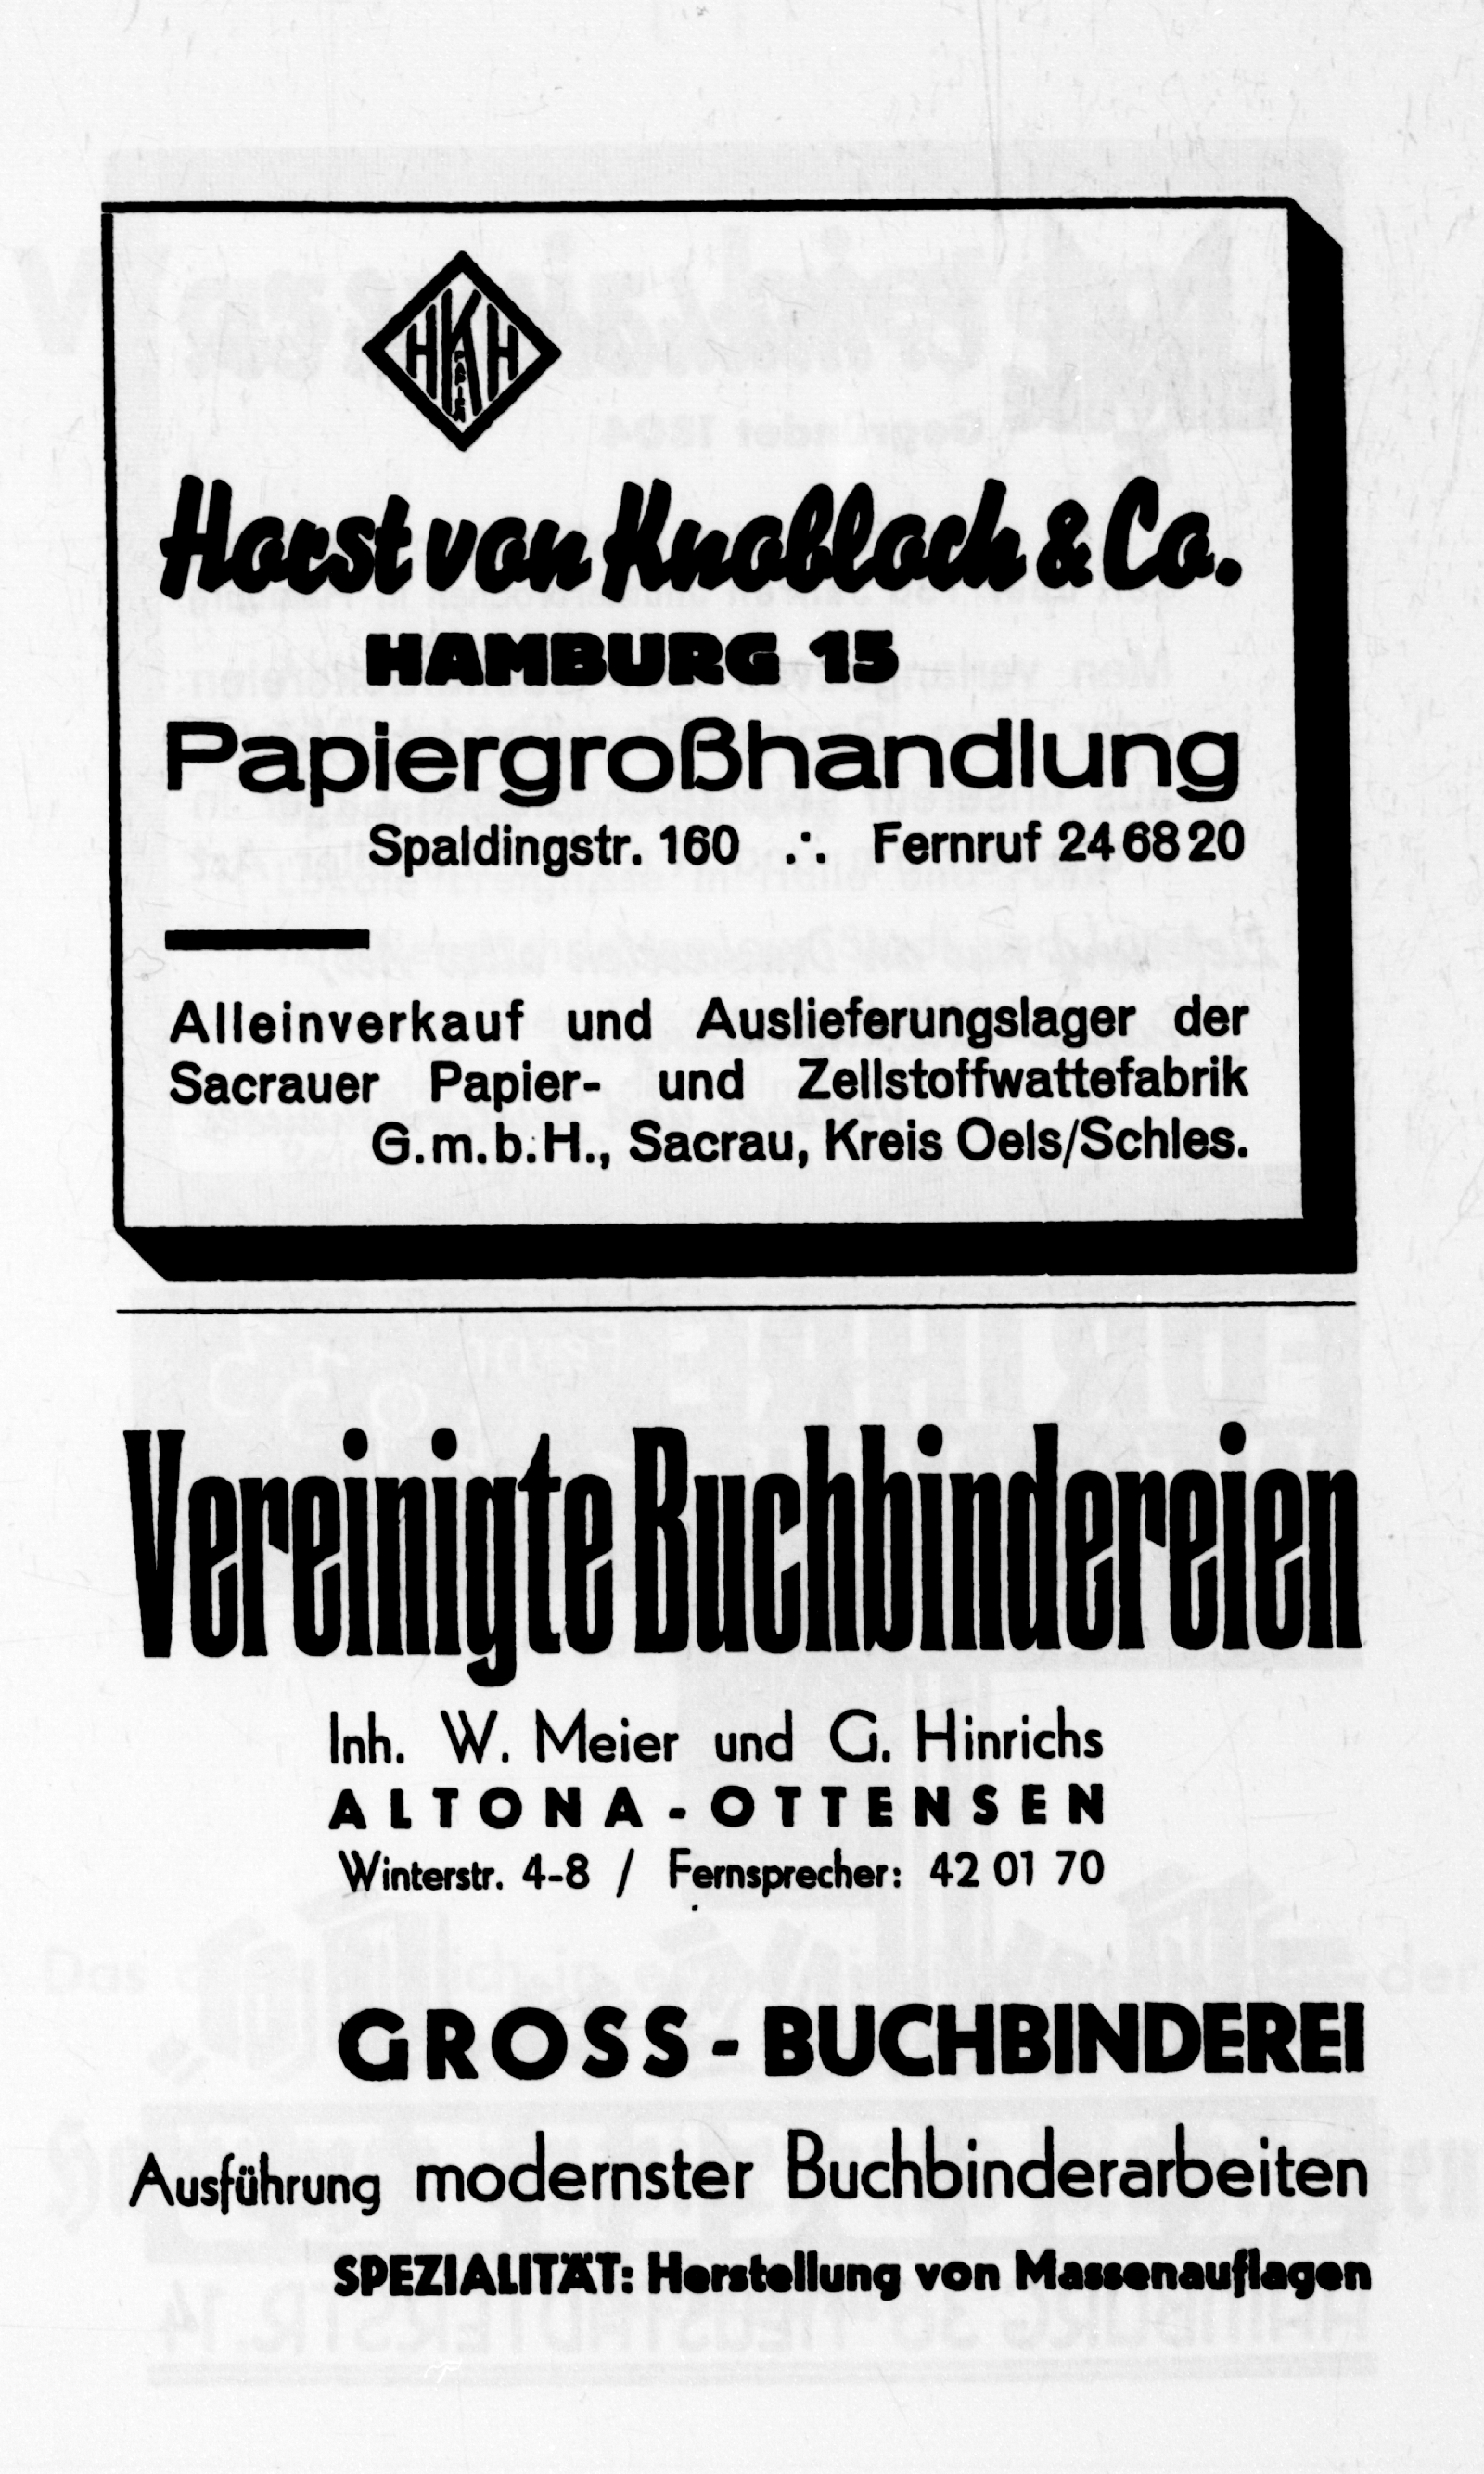 HKH
Horst von Knobloch & Co.
HAMBURG 15
Papiergroßhandlung
Spaldingstr. 160 ∴ Fernruf 24 68 20
Alleinverkauf und Auslieferungslager der
Sacrauer Papier- und Zellstoffwattefabrik
G.m.b.H., Sacrau, Kreis Oels/Schles.
Vereinigte Buchbindereien
Inh. W. Meier und G. Hinrichs
ALTONA-OTTENSEN
Winterstr. 4-8 / Fernsprecher: 42 01 70
GROSS-BUCHBINDEREI
Ausführung modernster Buchbinderarbeiten
SPEZIALITÄT: Herstellung von Massenauflagen